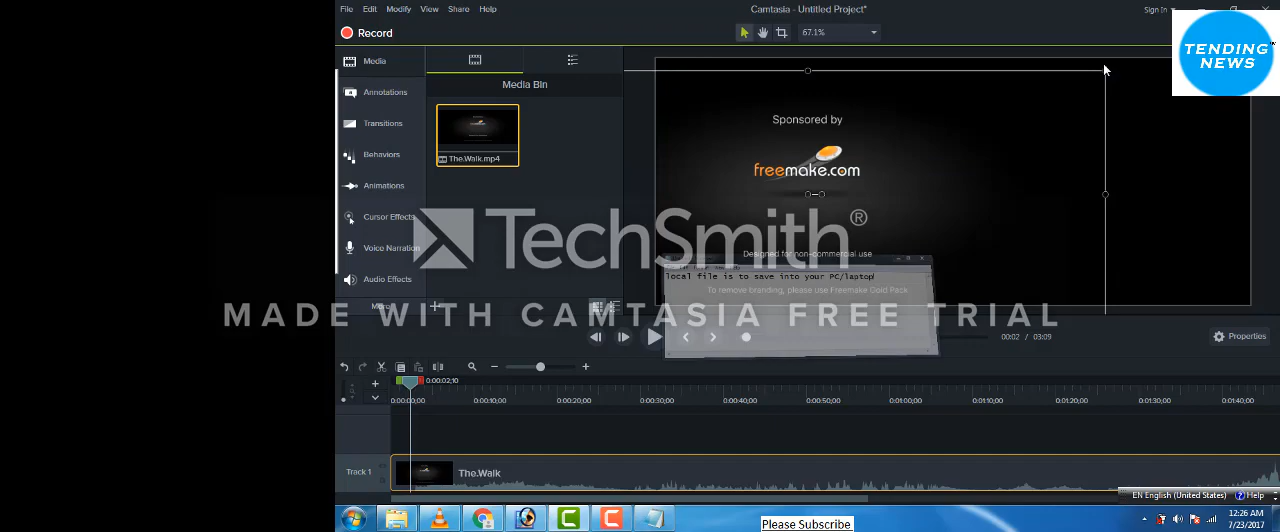 File Edit Modify View Share Help
Camtasia - Untitled Project*
Sign In
Record
67.1%
TENDING
NEWS
Media
Annotations
Transitions
Behaviors
Animations
Cursor Effects
Voice Narration
Audio Effects
More
Media Bin
The.Walk.mp4
Sponsored by
freemake.com
Designed for non-commercial use
local file is to save into your PC/laptop
To remove branding, please use Freemake Gold Pack
TechSmith®
MADE WITH CAMTASIA FREE TRIAL
00:02 / 03:09
Properties
0:00:02;10
0:00:00;00 0:00:10;00 0:00:20;00 0:00:30;00 0:00:40;00 0:00:50;00 0:01:00;00 0:01:10;00 0:01:20;00 0:01:30;00 0:01:40;00
Track 1
The.Walk
EN English (United States)
Help
Please Subscribe
12:26 AM
7/23/2017